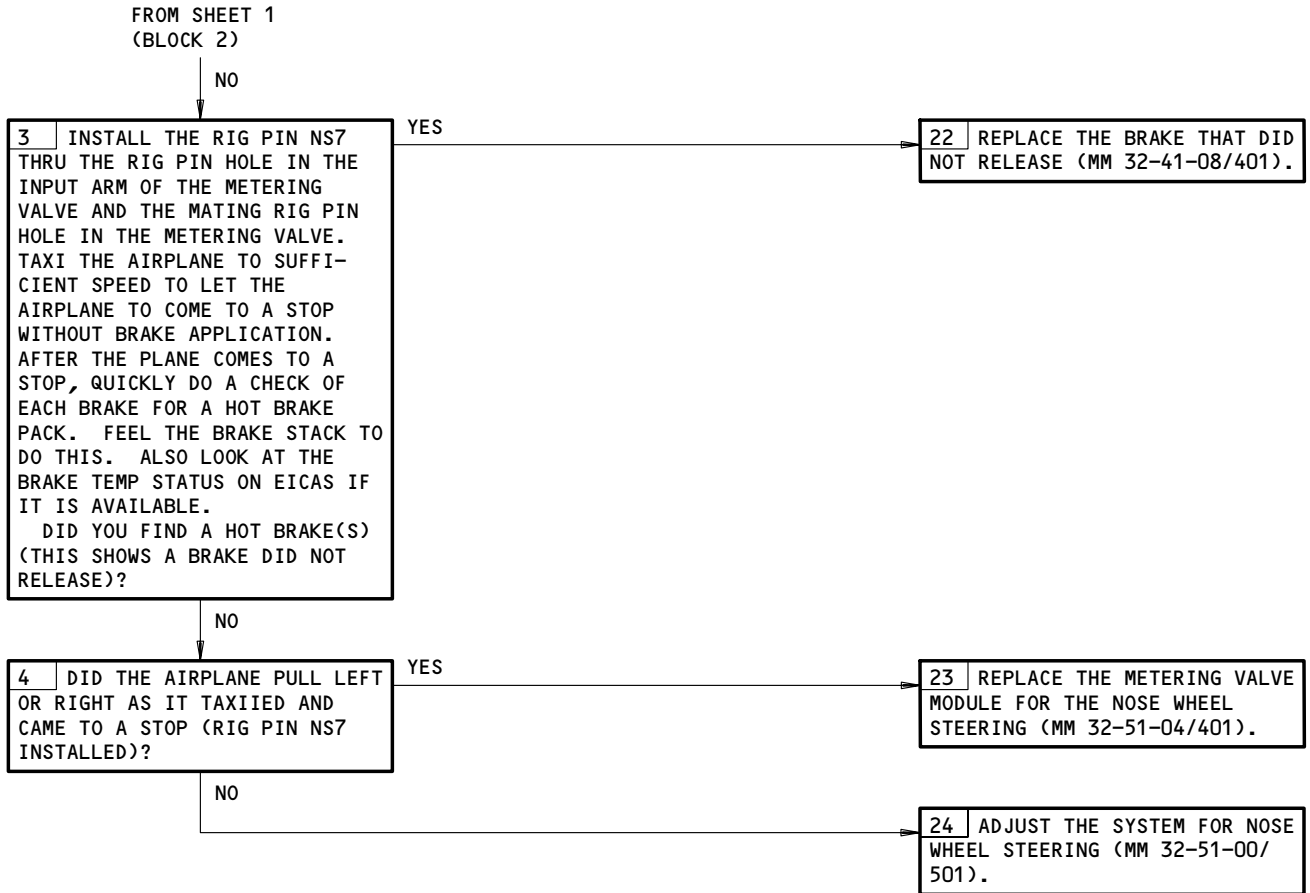 FROM SHEET 1
(BLOCK 2)
NO
3 INSTALL THE RIG PIN NS7
THRU THE RIG PIN HOLE IN THE
INPUT ARM OF THE METERING
VALVE AND THE MATING RIG PIN
HOLE IN THE METERING VALVE.
TAXI THE AIRPLANE TO SUFFI-
CIENT SPEED TO LET THE
AIRPLANE TO COME TO A STOP
WITHOUT BRAKE APPLICATION.
AFTER THE PLANE COMES TO A
STOP, QUICKLY DO A CHECK OF
EACH BRAKE FOR A HOT BRAKE
PACK. FEEL THE BRAKE STACK TO
DO THIS. ALSO LOOK AT THE
BRAKE TEMP STATUS ON EICAS IF
IT IS AVAILABLE.
DID YOU FIND A HOT BRAKE(S)
(THIS SHOWS A BRAKE DID NOT
RELEASE)?
YES
22 REPLACE THE BRAKE THAT DID
NOT RELEASE (MM 32-41-08/401).
NO
4 DID THE AIRPLANE PULL LEFT
OR RIGHT AS IT TAXIIED AND
CAME TO A STOP (RIG PIN NS7
INSTALLED)?
YES
23 REPLACE THE METERING VALVE
MODULE FOR THE NOSE WHEEL
STEERING (MM 32-51-04/401).
NO
24 ADJUST THE SYSTEM FOR NOSE
WHEEL STEERING (MM 32-51-00/
501).